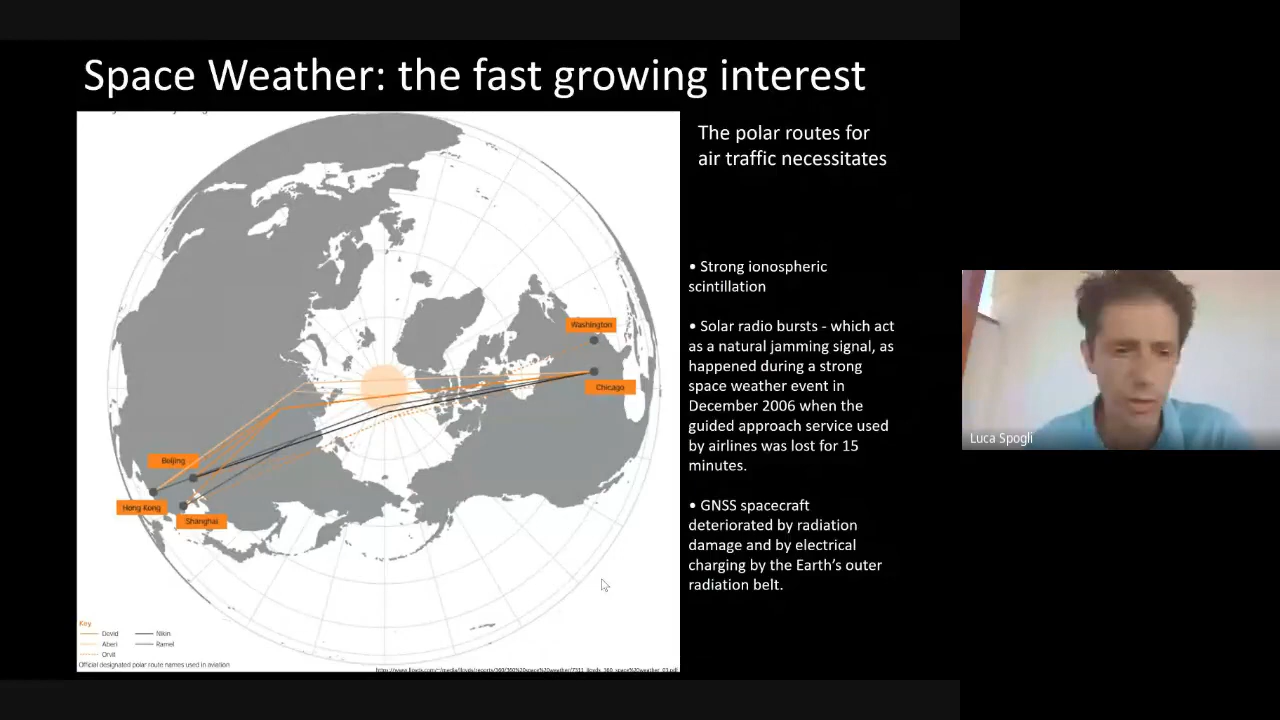 Space Weather: the fast growing interest
The polar routes for
air traffic necessitates
• Strong ionospheric
scintillation
• Solar radio bursts - which act
as a natural jamming signal, as
happened during a strong
space weather event in
December 2006 when the
guided approach service used
by airlines was lost for 15
minutes.
• GNSS spacecraft
deteriorated by radiation
damage and by electrical
charging by the Earth's outer
radiation belt.
Washington
Chicago
Beijing
Hong Kong
Shanghai
Key
Devid Nikin
Aberi Ramel
Orvit
Official designated polar route names used in aviation
Luca Spogli